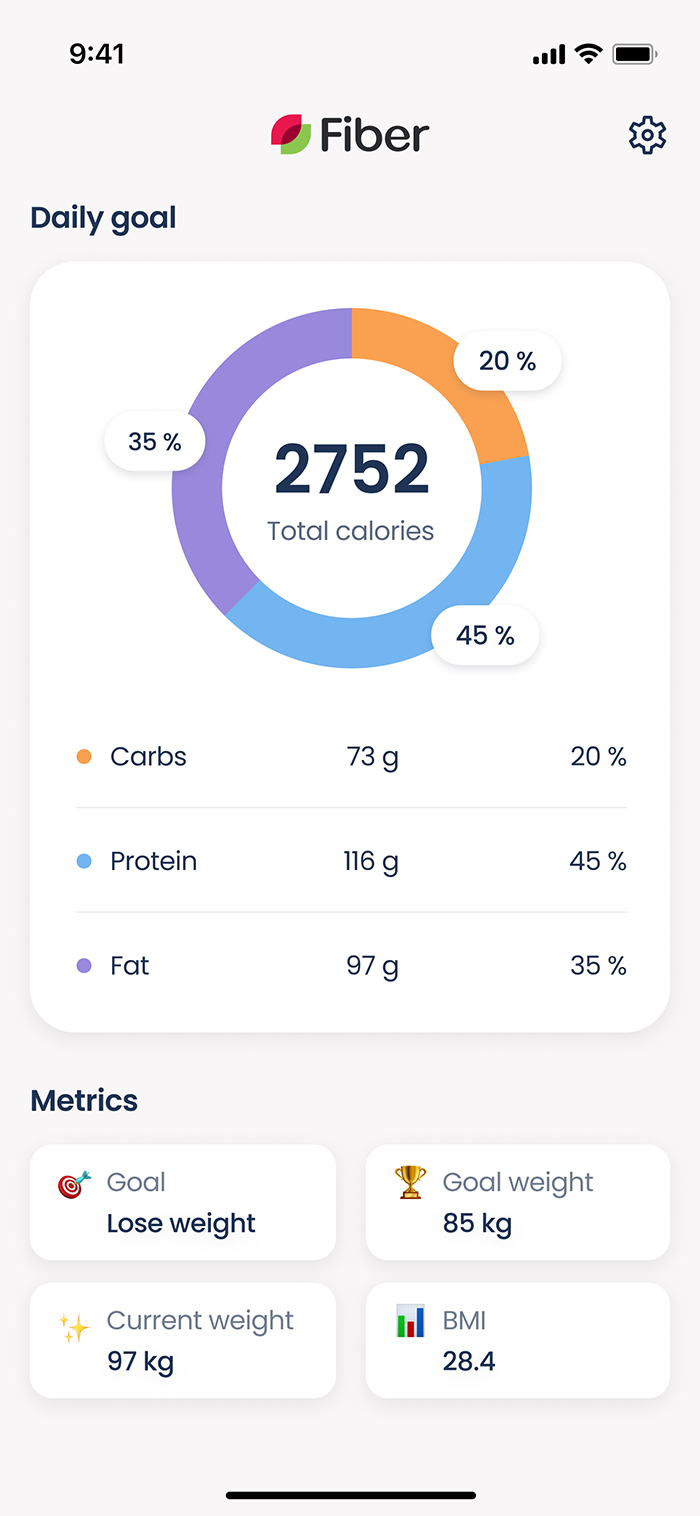 9:41
Fiber
Daily goal
20 %
35 %
2752
Total calories
45 %
Carbs 73 g 20 %
Protein 116 g 45 %
Fat 97 g 35 %
Metrics
Goal
Lose weight
Goal weight
85 kg
Current weight
97 kg
BMI
28.4